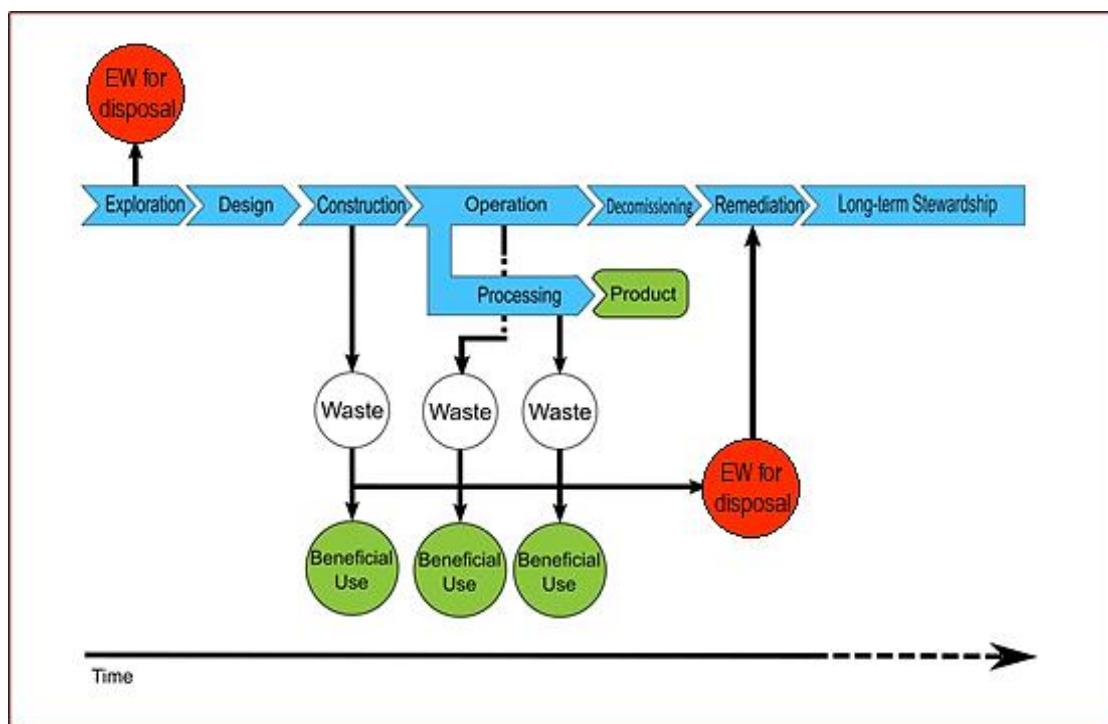 EW for
disposal
Exploration
Design
Construction
Operation
Decomissioning
Remediation
Long-term Stewardship
Processing
Product
Waste
Waste
Waste
EW for
disposal
Beneficial
Use
Beneficial
Use
Beneficial
Use
Time